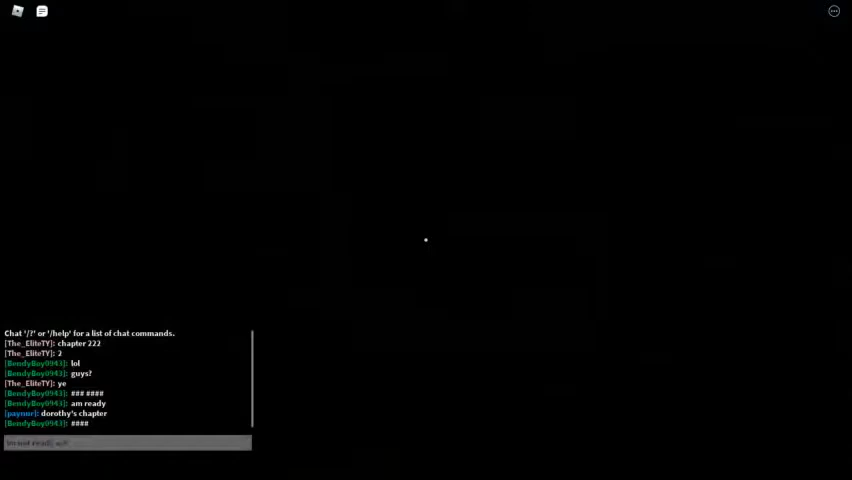 Chat '/?' or '/help' for a list of chat commands.
[The_EliteTY]: chapter 222
[The_EliteTY]: 2
[BendyBoy0943]: lol
[BendyBoy0943]: guys?
[The_EliteTY]: ye
[BendyBoy0943]: ### ####
[BendyBoy0943]: am ready
[paynur]: dorothy's chapter
[BendyBoy0943]: ####